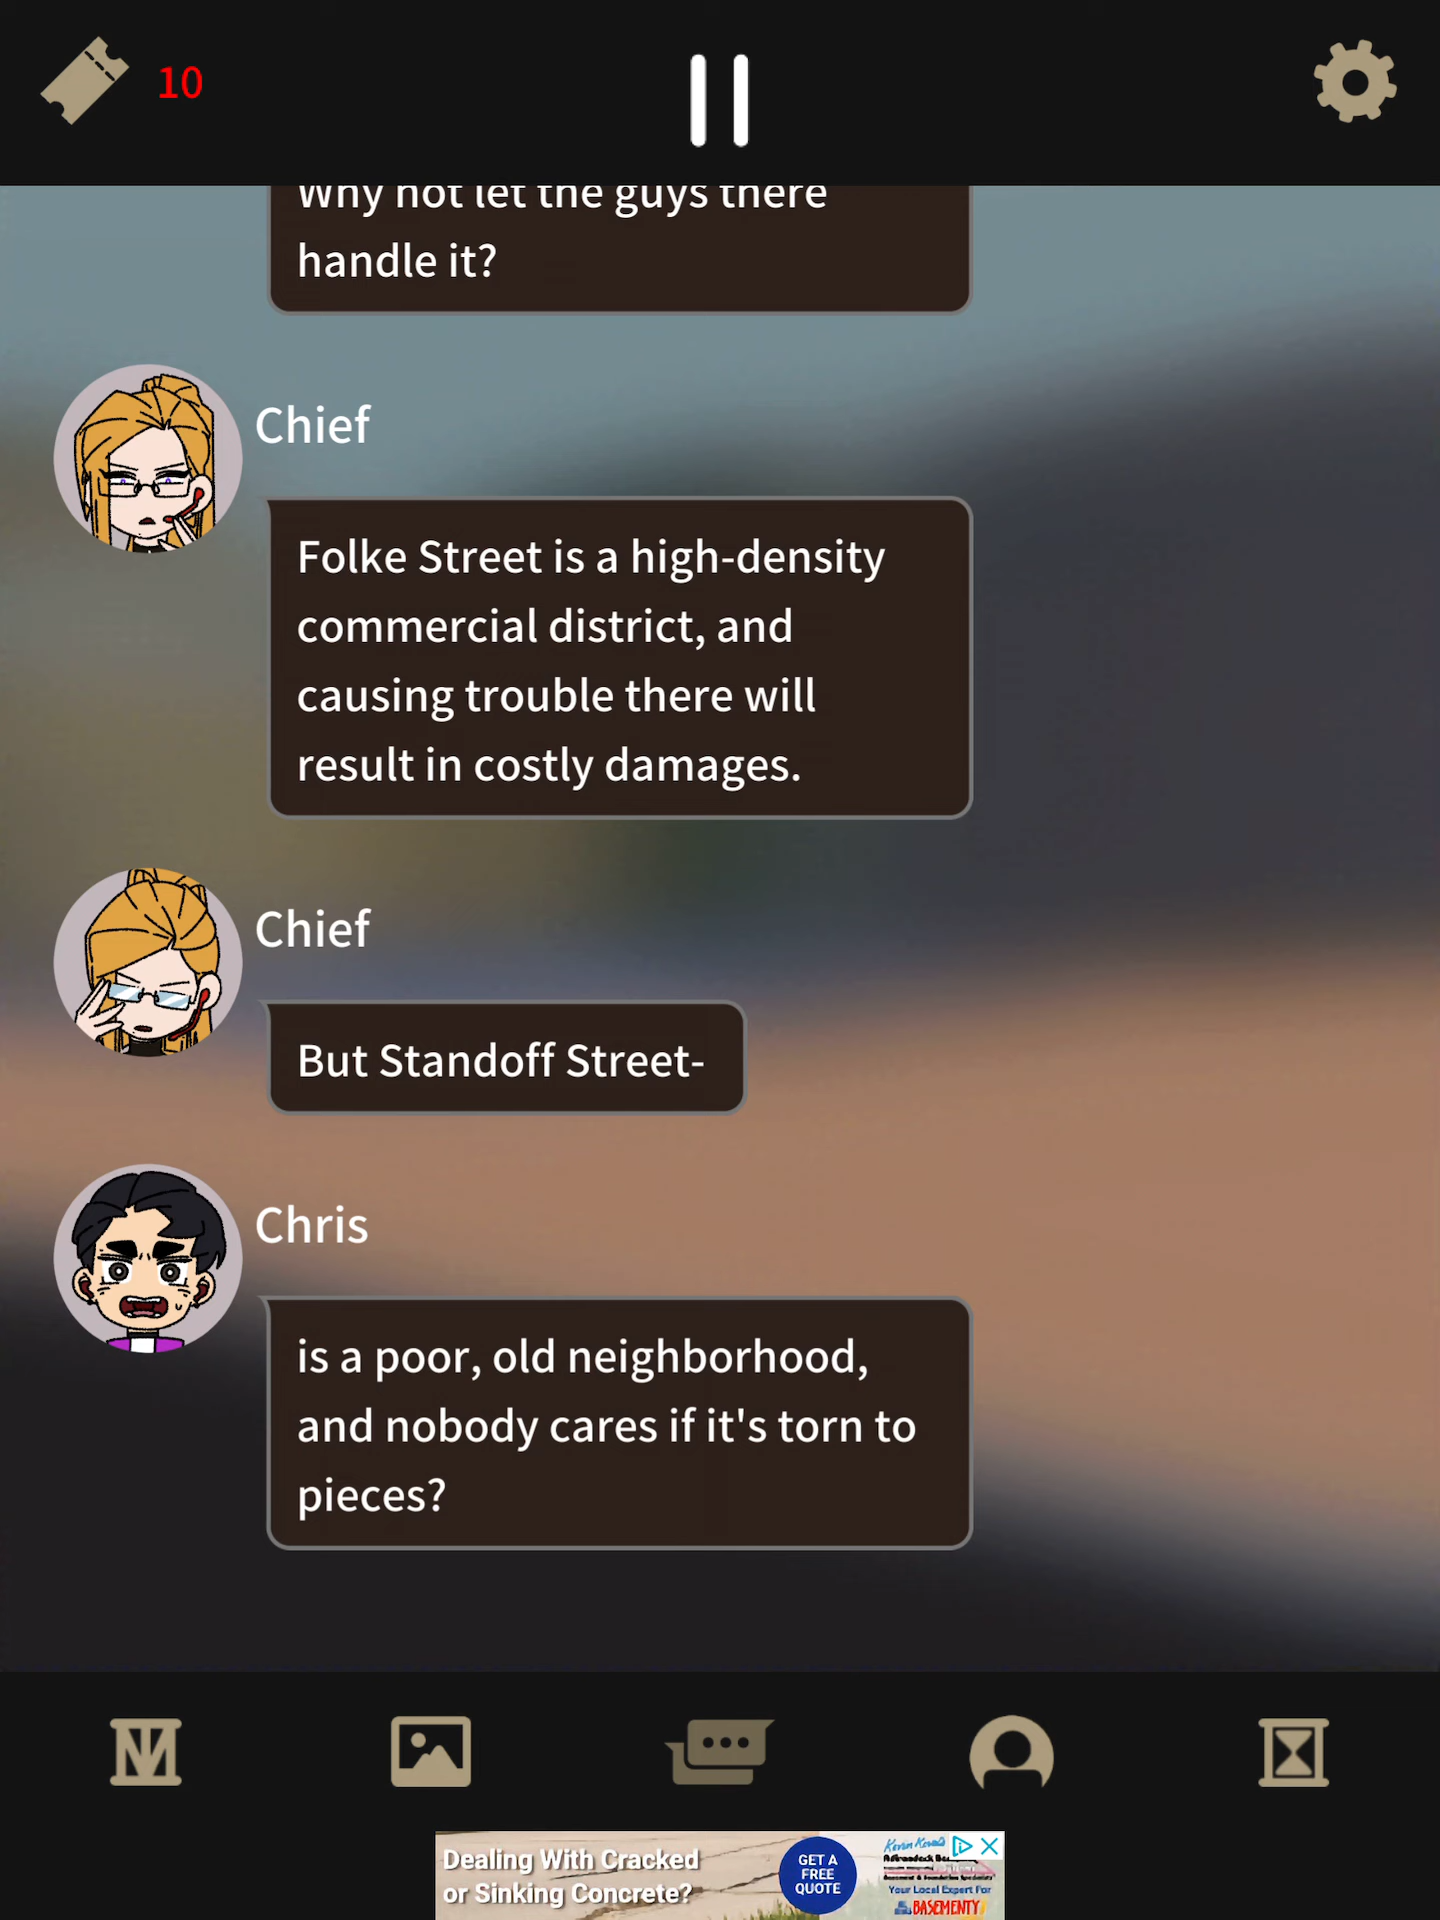 10
Why not let the guys there
handle it?
Chief
Folke Street is a high-density
commercial district, and
causing trouble there will
result in costly damages.
Chief
But Standoff Street-
Chris
is a poor, old neighborhood,
and nobody cares if it's torn to
pieces?
Dealing With Cracked
or Sinking Concrete?
GET A
FREE
QUOTE
Your Local Expert For
BASEMENTY